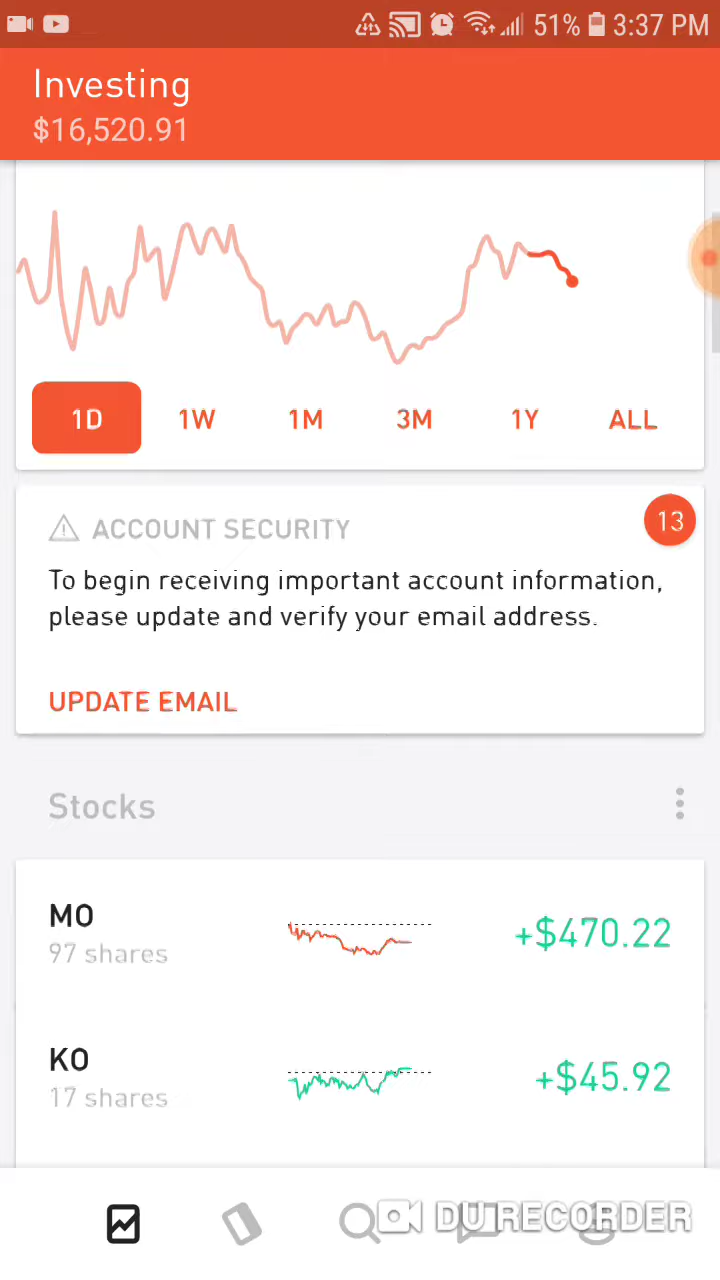 51% 3:37 PM
Investing
$16,520.91
1D 1W 1M 3M 1Y ALL
ACCOUNT SECURITY 13
To begin receiving important account information,
please update and verify your email address.
UPDATE EMAIL
Stocks
MO
97 shares
+$470.22
KO
17 shares
+$45.92
DU RECORDER